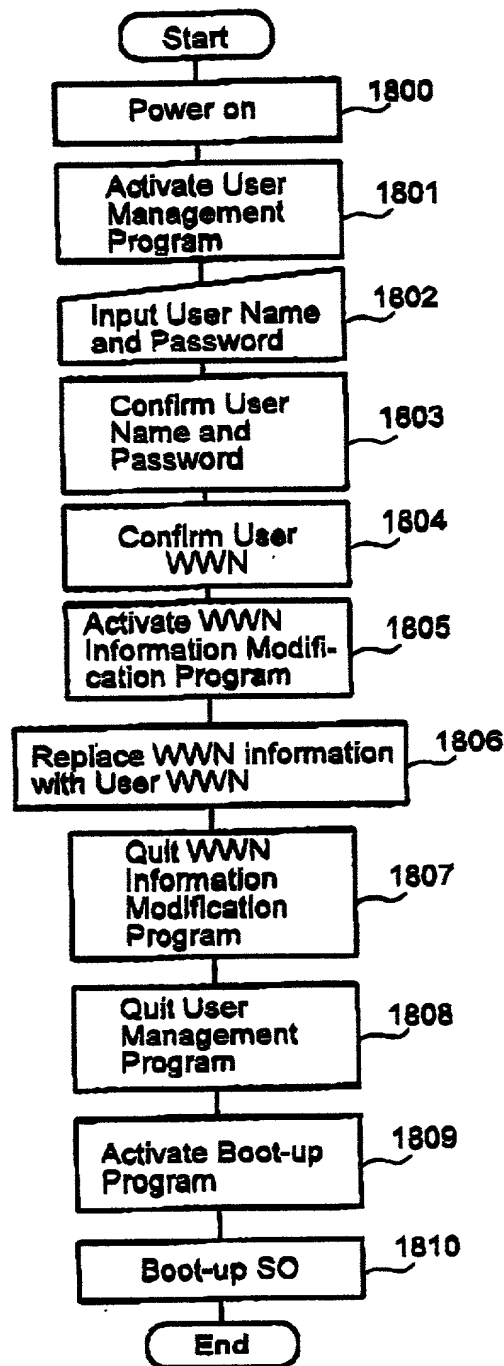 Start
Power on
1800
Activate User
Management
Program
1801
Input User Name
and Password
1802
Confirm User
Name and
Password
1803
Confirm User
WWN
1804
Activate WWN
Information Modifi-
cation Program
1805
Replace WWN information
with User WWN
1806
Quit WWN
Information
Modification
Program
1807
Quit User
Management
Program
1808
Activate Boot-up
Program
1809
Boot-up SO
1810
End